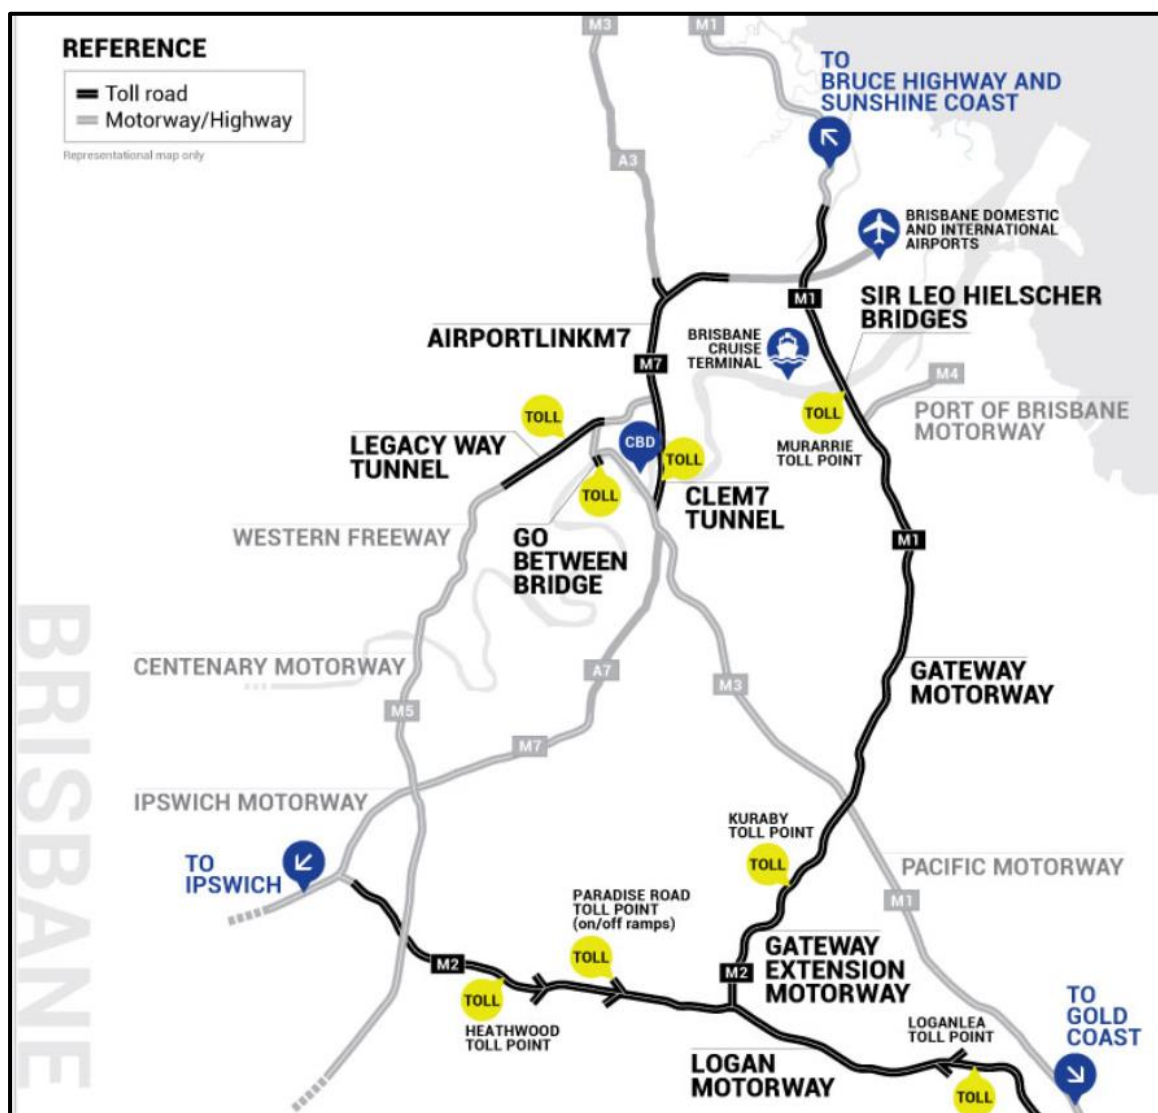 M3
M1
REFERENCE
Toll road
Motorway/Highway
Representational map only
TO
BRUCE HIGHWAY AND
SUNSHINE COAST
A3
BRISBANE DOMESTIC
AND INTERNATIONAL
AIRPORTS
M1
SIR LEO HIELSCHER
BRIDGES
AIRPORTLINKM7
BRISBANE
CRUISE
TERMINAL
M7
M4
TOLL
TOLL
PORT OF BRISBANE
MOTORWAY
MURARRIE
TOLL POINT
LEGACY WAY
TUNNEL
CBD
TOLL
TOLL
CLEM7
TUNNEL
WESTERN FREEWAY
GO
BETWEEN
BRIDGE
M1
BRISBANE
CENTENARY MOTORWAY
A7
M3
GATEWAY
MOTORWAY
M5
M7
IPSWICH MOTORWAY
KURABY
TOLL POINT
TO
IPSWICH
TOLL
PACIFIC MOTORWAY
M1
PARADISE ROAD
TOLL POINT
(on/off ramps)
TOLL
M2
M2
GATEWAY
EXTENSION
MOTORWAY
TOLL
HEATHWOOD
TOLL POINT
TO
GOLD
COAST
LOGANLEA
TOLL POINT
LOGAN
MOTORWAY
TOLL